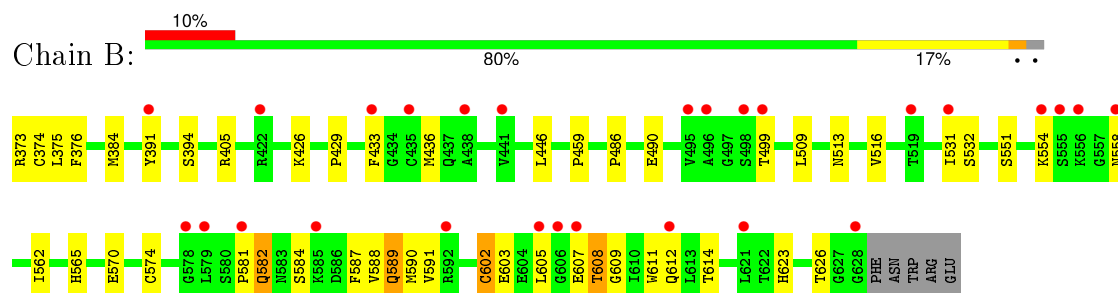 10%
Chain B:
80% 17% • •
R373 C374 L375 F376 M384 Y391 S394 R405 R422 K426 P429 F433 G434 C435 M436 Q437 A438 V441 L446 P459 P486 E490 V495 A496 G497 S498 T499 L509 N513 V516 T519 I531 S532 S551 K554 S555 K556 G557 N558
I562 H565 E570 C574 G578 L579 S580 P581 Q582 N583 S584 K585 D586 F587 V588 Q589 M590 V591 R592 C602 E603 E604 L605 G606 E607 T608 G609 I610 W611 Q612 L613 T614 L621 T622 H623 T626 G627 G628 PHE ASN TRP ARG GLU